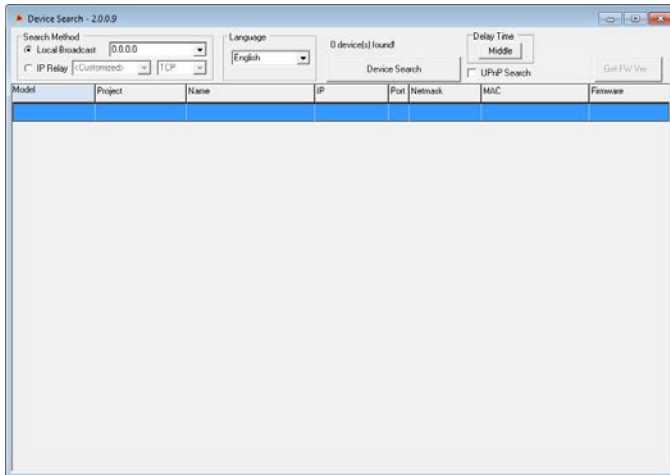 Device Search - 2.0.0.9
Search Method
Local Broadcast 0.0.0.0
IP Relay <Customized> TCP
Language
English
0 device(s) found!
Device Search
Delay Time
Middle
UPnP Search
Get FW Ver.
Model Project Name IP Port Netmask MAC Firmware